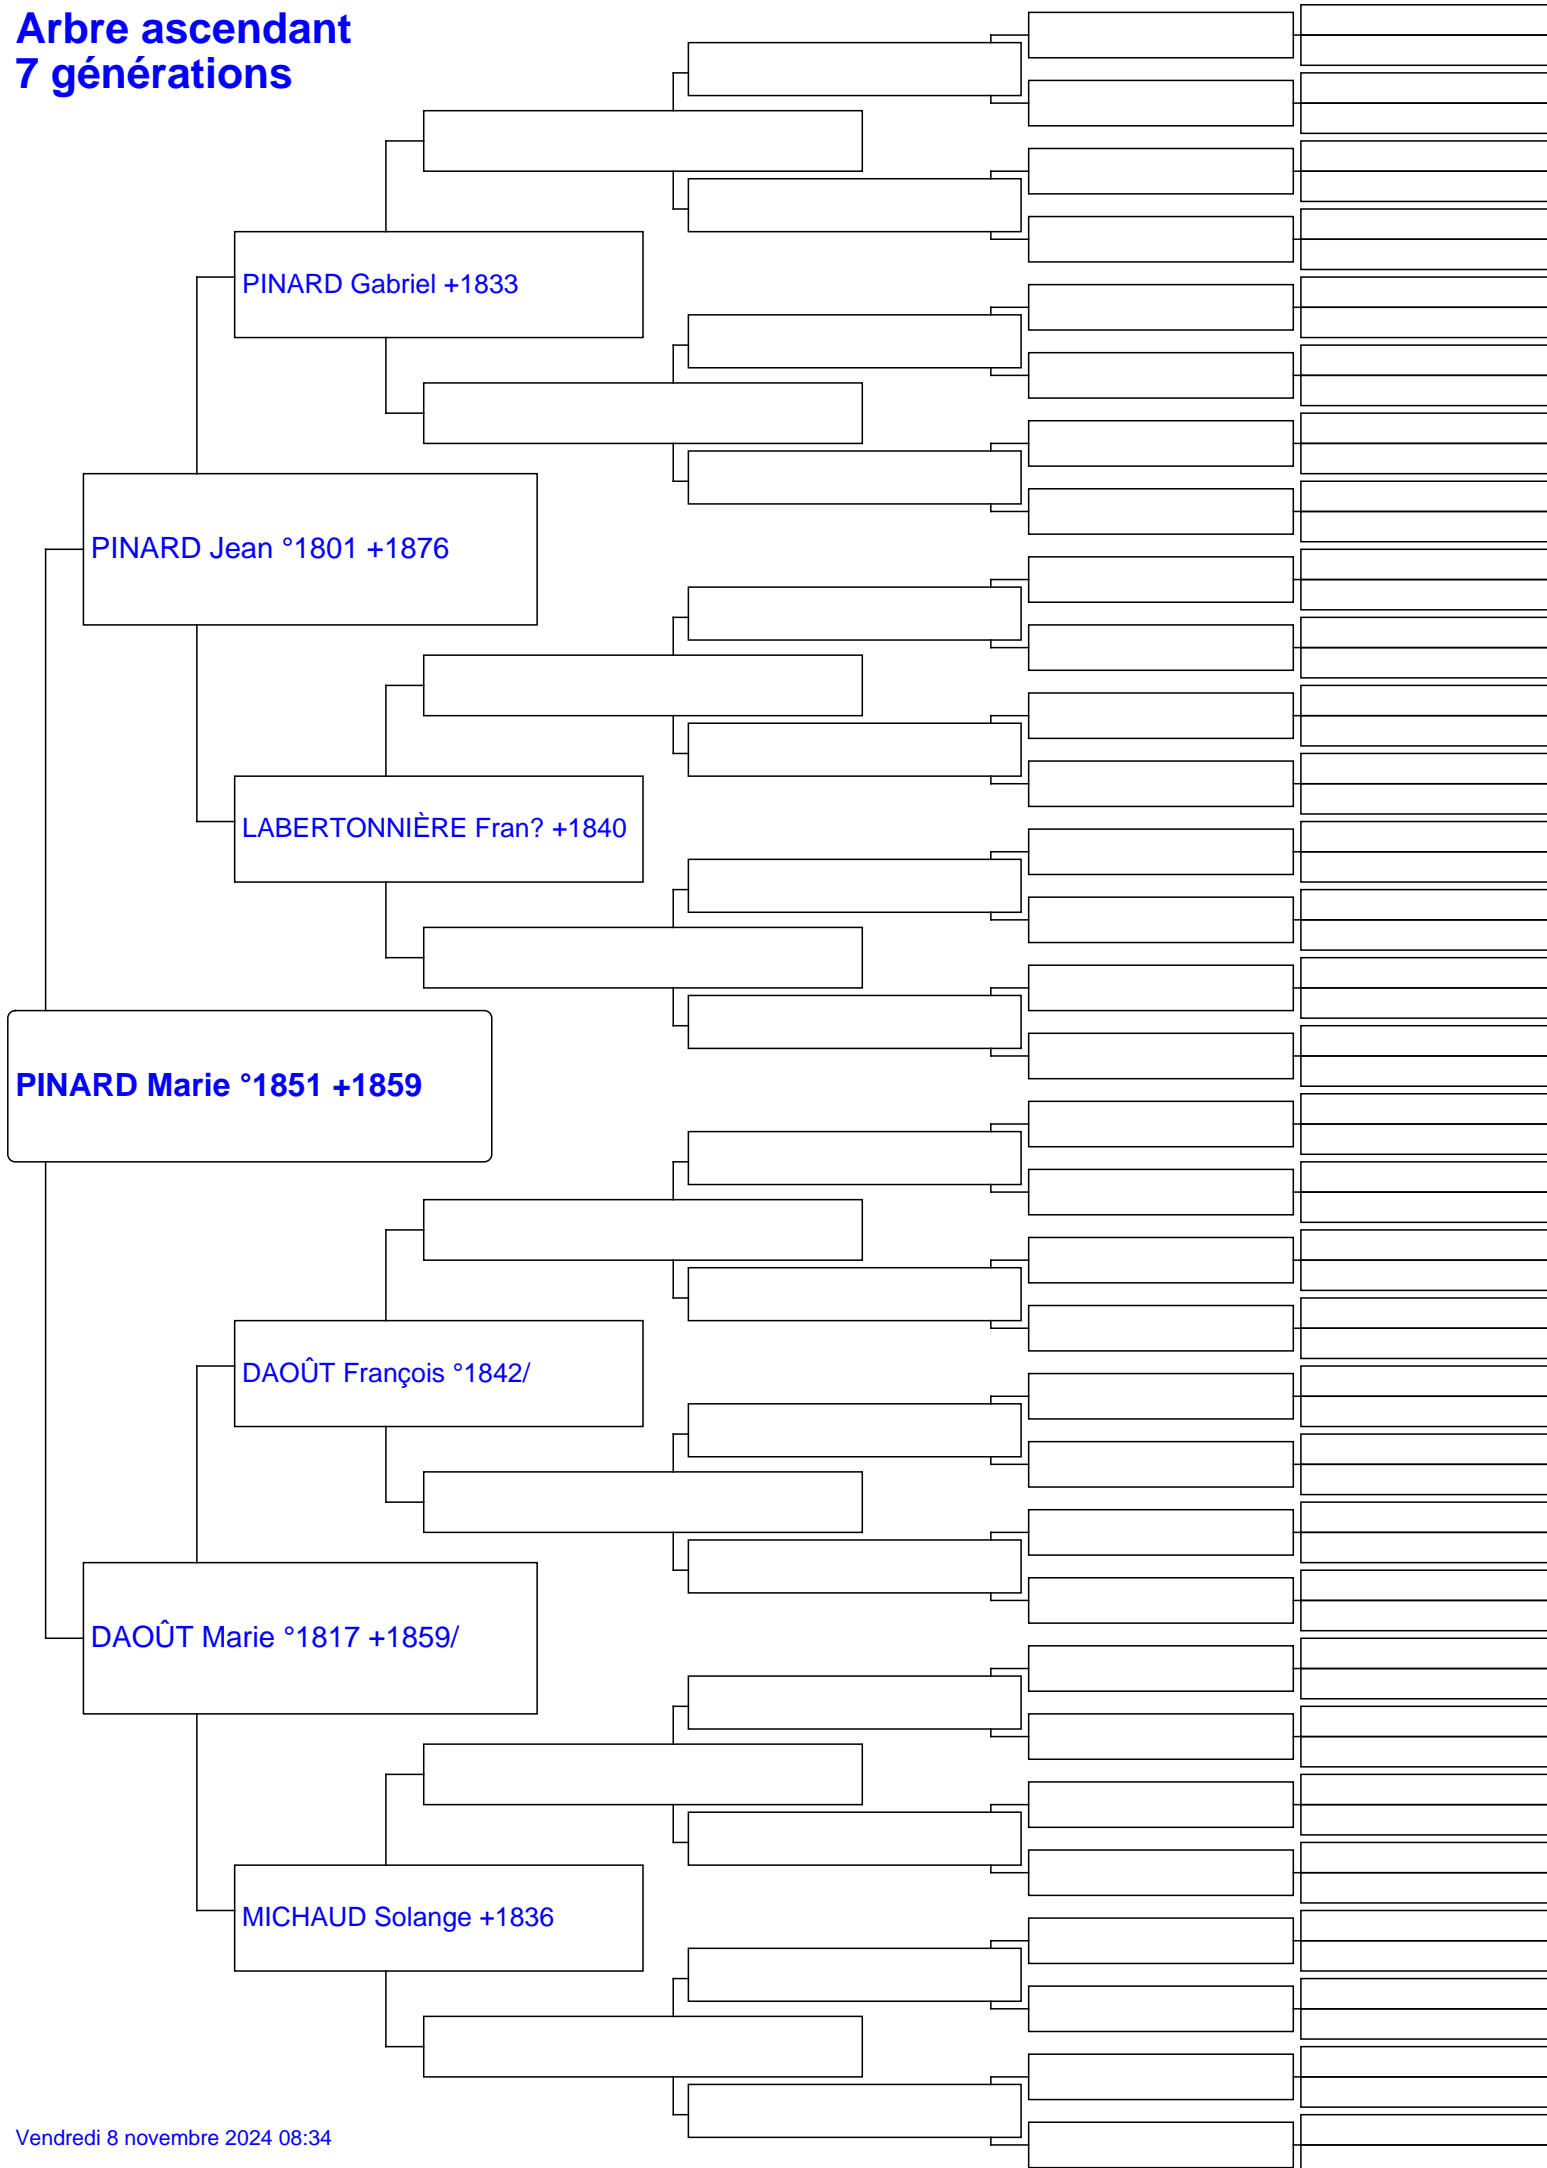 Arbre ascendant
7 générations
PINARD Gabriel +1833
PINARD Jean °1801 +1876
LABERTONNIÈRE Fran? +1840
PINARD Marie °1851 +1859
DAOÛT François °1842/
DAOÛT Marie °1817 +1859/
MICHAUD Solange +1836
Vendredi 8 novembre 2024 08:34